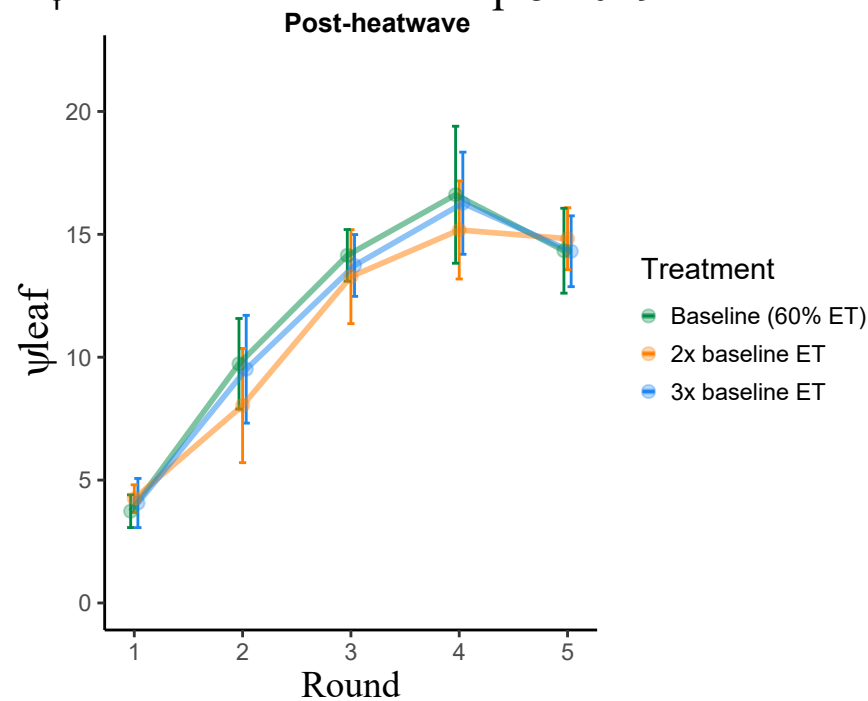 Post-heatwave
20
15
10
5
0
ψleaf
1 2 3 4 5
Round
Treatment
Baseline (60% ET)
2x baseline ET
3x baseline ET